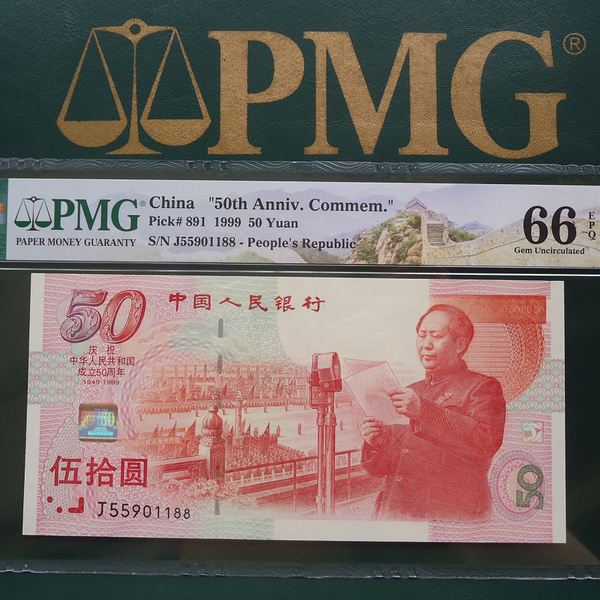 PMG®
PMG®
PAPER MONEY GUARANTY
China "50th Anniv. Commem."
Pick# 891 1999 50 Yuan
S/N J55901188 - People's Republic
66 EPQ
Gem Uncirculated
50
中国人民银行
庆祝
中华人民共和国
成立50周年
1949-1999
伍拾圆
J55901188
50